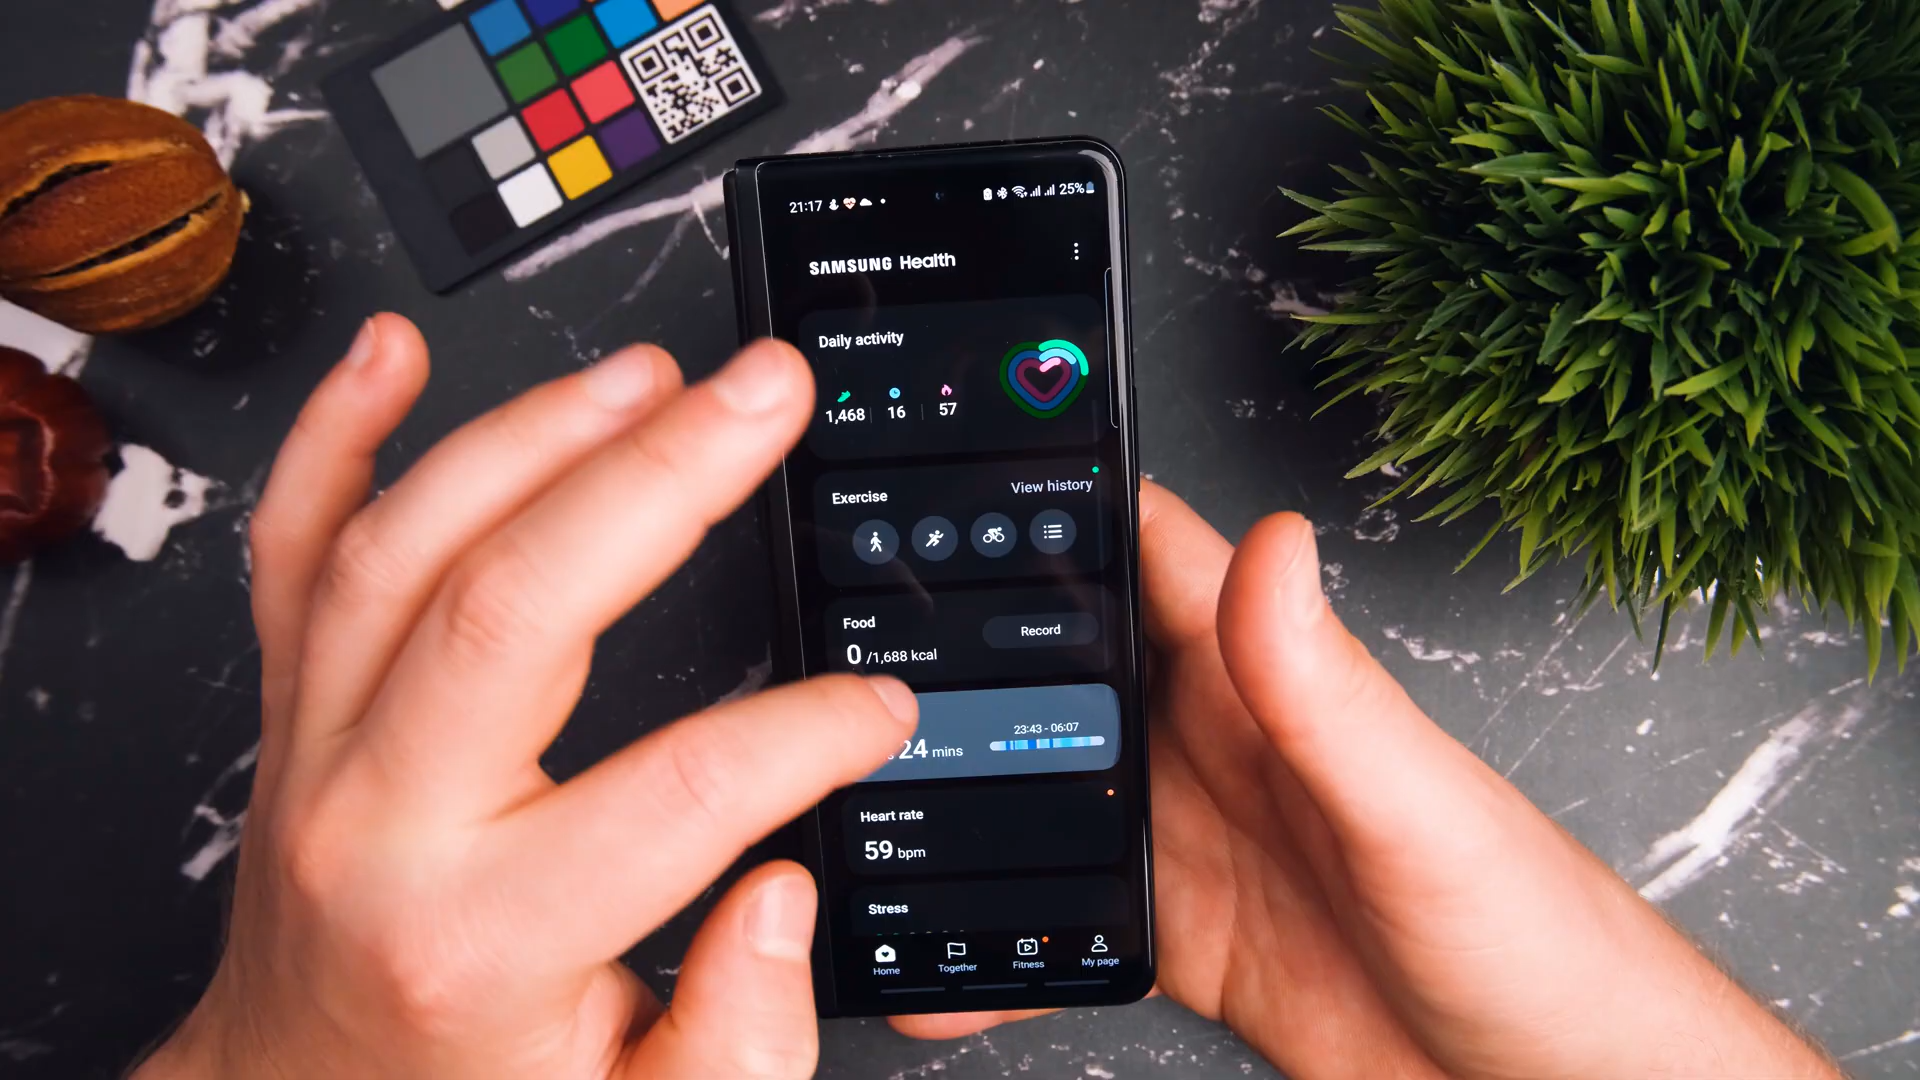 21:17
25%
SAMSUNG Health
Daily activity
1,468 | 16 | 57
Exercise
View history
Food
Record
0 /1,688 kcal
23:43 - 06:07
24 mins
Heart rate
59 bpm
Stress
Home
Together
Fitness
My page